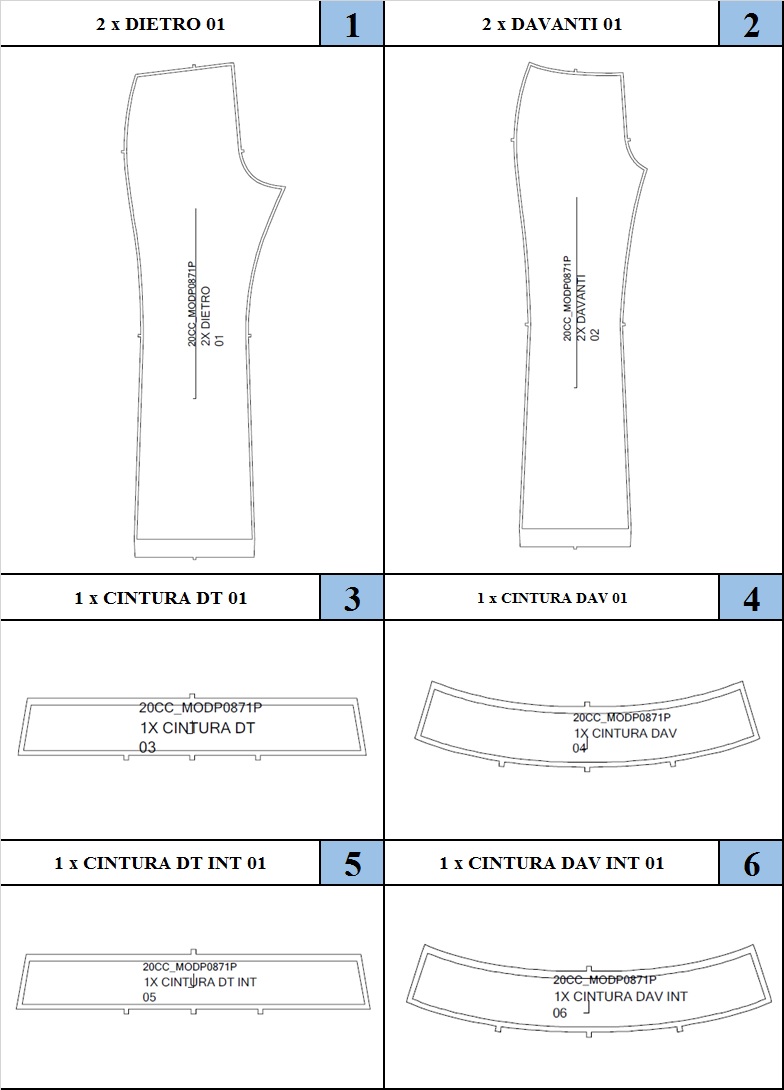 2 x DIETRO 01
1
2 x DAVANTI 01
2
20CC_MODP0871P
2X DIETRO
01
20CC_MODP0871P
2X DAVANTI
02
1 x CINTURA DT 01
3
1 x CINTURA DAV 01
4
20CC_MODP0871P
1X CINTURA DT
03
20CC_MODP0871P
1X CINTURA DAV
04
1 x CINTURA DT INT 01
5
1 x CINTURA DAV INT 01
6
20CC_MODP0871P
1X CINTURA DT INT
05
20CC_MODP0871P
1X CINTURA DAV INT
06